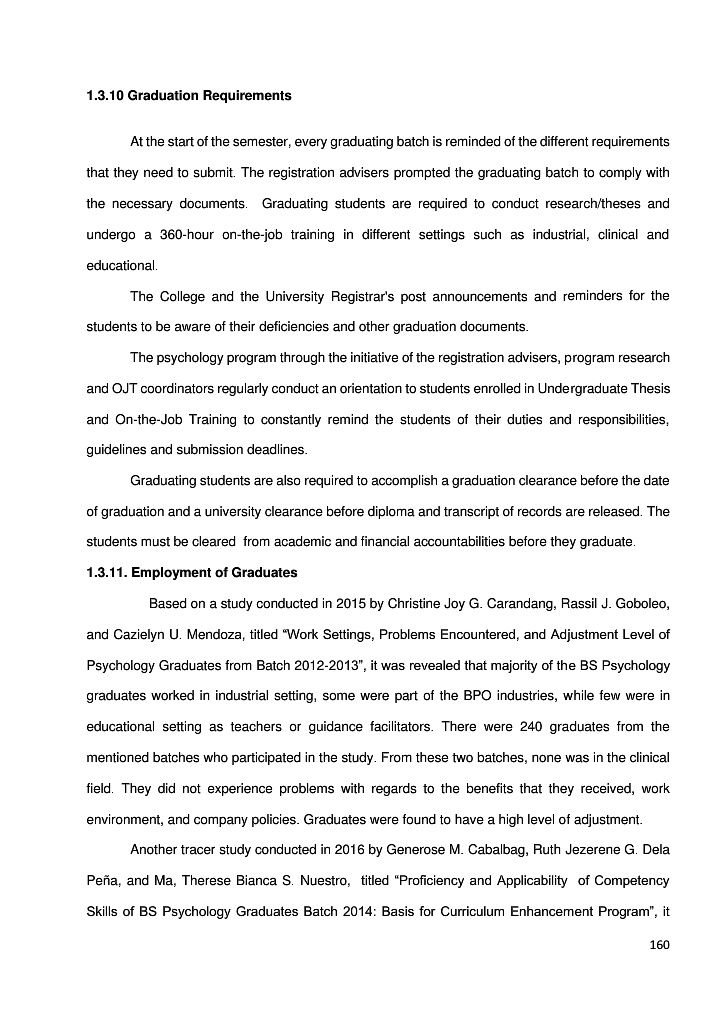 1.3.10 Graduation Requirements
At the start of the semester, every graduating batch is reminded of the different requirements
that they need to submit. The registration advisers prompted the graduating batch to comply with
the necessary documents.  Graduating students are required to conduct research/theses and
undergo a 360-hour on-the-job training in different settings such as industrial, clinical and
educational.
The College and the University Registrar's post announcements and reminders for the
students to be aware of their deficiencies and other graduation documents.
The psychology program through the initiative of the registration advisers, program research
and OJT coordinators regularly conduct an orientation to students enrolled in Undergraduate Thesis
and On-the-Job Training to constantly remind the students of their duties and responsibilities,
guidelines and submission deadlines.
Graduating students are also required to accomplish a graduation clearance before the date
of graduation and a university clearance before diploma and transcript of records are released. The
students must be cleared  from academic and financial accountabilities before they graduate.
1.3.11. Employment of Graduates
Based on a study conducted in 2015 by Christine Joy G. Carandang, Rassil J. Goboleo,
and Cazielyn U. Mendoza, titled “Work Settings, Problems Encountered, and Adjustment Level of
Psychology Graduates from Batch 2012-2013”, it was revealed that majority of the BS Psychology
graduates worked in industrial setting, some were part of the BPO industries, while few were in
educational setting as teachers or guidance facilitators. There were 240 graduates from the
mentioned batches who participated in the study. From these two batches, none was in the clinical
field. They did not experience problems with regards to the benefits that they received, work
environment, and company policies. Graduates were found to have a high level of adjustment.
Another tracer study conducted in 2016 by Generose M. Cabalbag, Ruth Jezerene G. Dela
Peña, and Ma, Therese Bianca S. Nuestro,  titled “Proficiency and Applicability  of Competency
Skills of BS Psychology Graduates Batch 2014: Basis for Curriculum Enhancement Program”, it
160